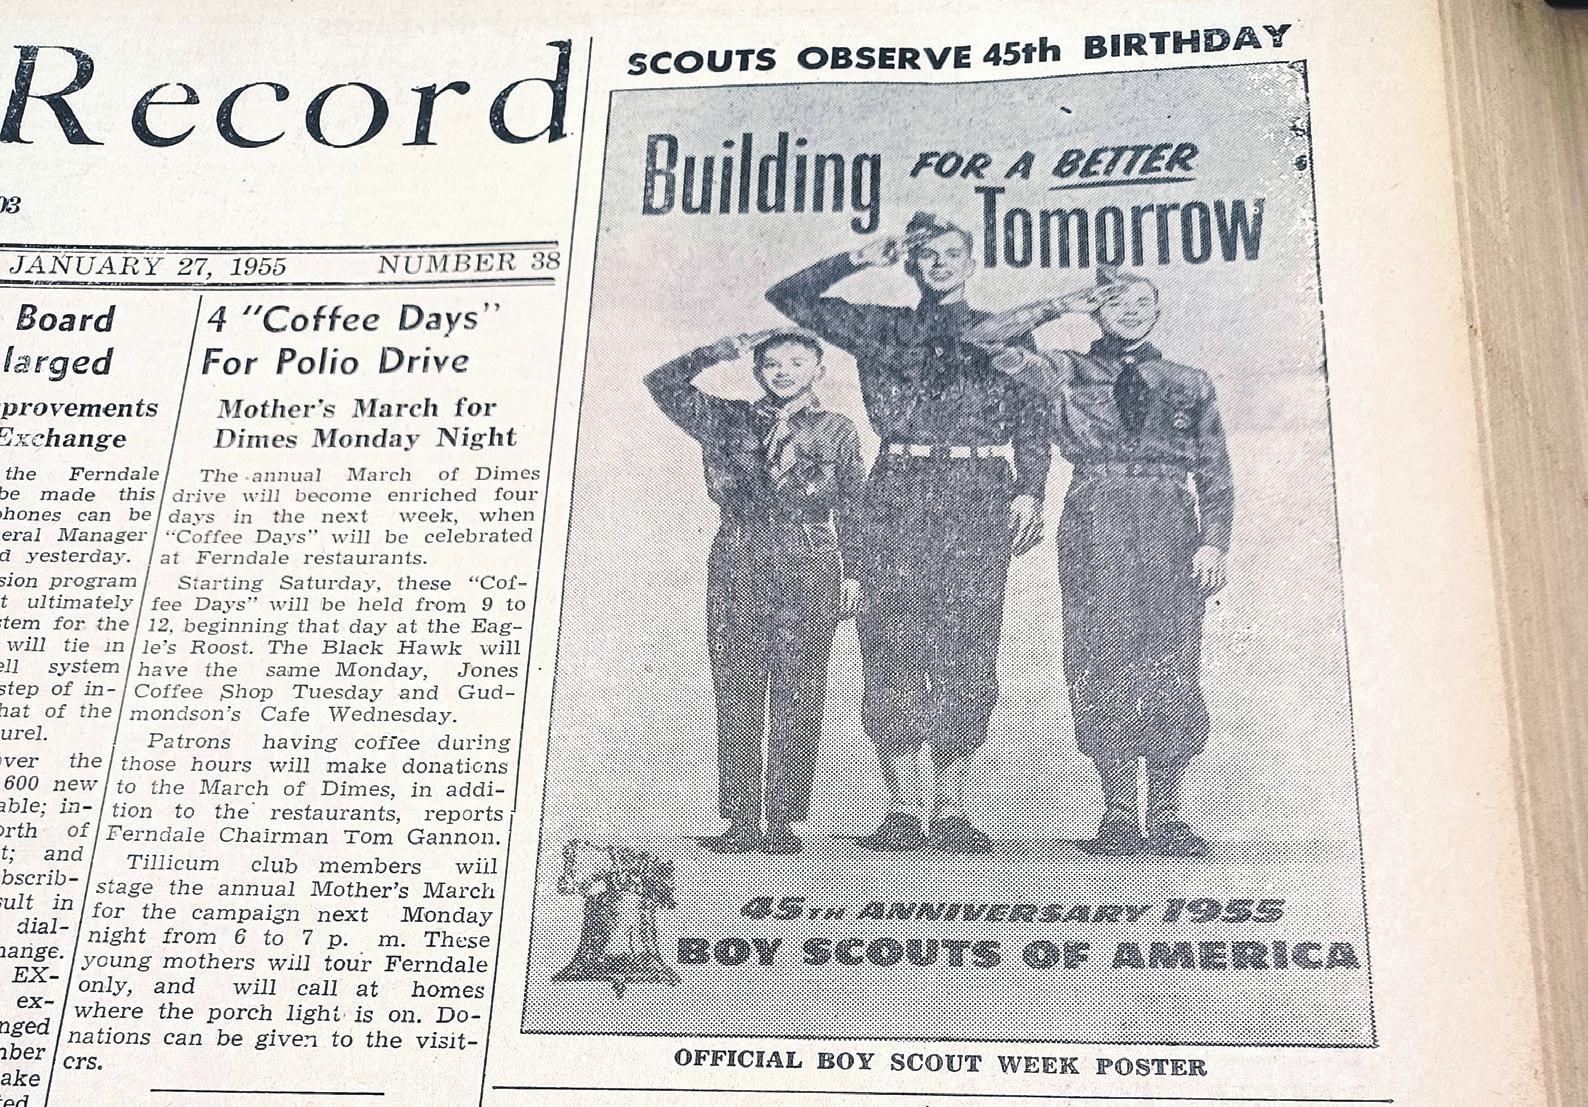 Record
03
JANUARY 27, 1955 NUMBER 38
Board
larged
provements
Exchange
the Ferndale
be made this
phones can be
eral Manager
d yesterday.
sion program
t ultimately
stem for the
will tie in
ell system
step of in-
hat of the
urel.
ver the
600 new
able; in-
orth of
t; and
bscrib-
sult in
dial-
hange.
EX-
ex-
nged
mber
ake
ted
4 "Coffee Days"
For Polio Drive
Mother's March for
Dimes Monday Night
The annual March of Dimes
drive will become enriched four
days in the next week, when
"Coffee Days" will be celebrated
at Ferndale restaurants.
Starting Saturday, these "Cof-
fee Days" will be held from 9 to
12, beginning that day at the Eag-
le's Roost. The Black Hawk will
have the same Monday, Jones
Coffee Shop Tuesday and Gud-
mondson's Cafe Wednesday.
Patrons having coffee during
those hours will make donations
to the March of Dimes, in addi-
tion to the restaurants, reports
Ferndale Chairman Tom Gannon.
Tillicum club members will
stage the annual Mother's March
for the campaign next Monday
night from 6 to 7 p. m. These
young mothers will tour Ferndale
only, and will call at homes
where the porch light is on. Do-
nations can be given to the visit-
ors.
SCOUTS OBSERVE 45th BIRTHDAY
Building FOR A BETTER
Tomorrow
45TH ANNIVERSARY 1955
BOY SCOUTS OF AMERICA
OFFICIAL BOY SCOUT WEEK POSTER